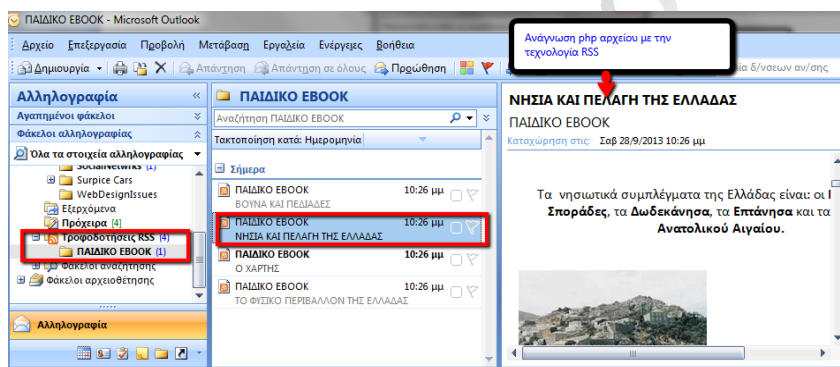 ΠΑΙΔΙΚΟ EBOOK - Microsoft Outlook
Αρχείο Επεξεργασία Προβολή Μετάβαση Εργαλεία Ενέργειες Βοήθεια
Δημιουργία Απάντηση Απάντηση σε όλους Προώθηση
δ/νσεων αν/σης
Ανάγνωση php αρχείου με την
τεχνολογία RSS
Αλληλογραφία
Αγαπημένοι φάκελοι
Φάκελοι αλληλογραφίας
Όλα τα στοιχεία αλληλογραφίας
SocialNetwrks (1)
Surpice Cars
WebDesignIssues
Εξερχόμενα
Πρόχειρα [4]
Τροφοδοτήσεις RSS (4)
ΠΑΙΔΙΚΟ EBOOK (1)
Φάκελοι αναζήτησης
Φάκελοι αρχειοθέτησης
Αλληλογραφία
ΠΑΙΔΙΚΟ EBOOK
Αναζήτηση ΠΑΙΔΙΚΟ EBOOK
Τακτοποίηση κατά: Ημερομηνία
Σήμερα
ΠΑΙΔΙΚΟ EBOOK 10:26 μμ
ΒΟΥΝΑ ΚΑΙ ΠΕΔΙΑΔΕΣ
ΠΑΙΔΙΚΟ EBOOK 10:26 μμ
ΝΗΣΙΑ ΚΑΙ ΠΕΛΑΓΗ ΤΗΣ ΕΛΛΑΔΑΣ
ΠΑΙΔΙΚΟ EBOOK 10:26 μμ
Ο ΧΑΡΤΗΣ
ΠΑΙΔΙΚΟ EBOOK 10:26 μμ
ΤΟ ΦΥΣΙΚΟ ΠΕΡΙΒΑΛΛΟΝ ΤΗΣ ΕΛΛΑΔΑΣ
ΝΗΣΙΑ ΚΑΙ ΠΕΛΑΓΗ ΤΗΣ ΕΛΛΑΔΑΣ
ΠΑΙΔΙΚΟ EBOOK
Καταχώρηση στις: Σαβ 28/9/2013 10:26 μμ
Τα νησιωτικά συμπλέγματα της Ελλάδας είναι: οι
Σποράδες, τα Δωδεκάνησα, τα Επτάνησα και τα
Ανατολικού Αιγαίου.